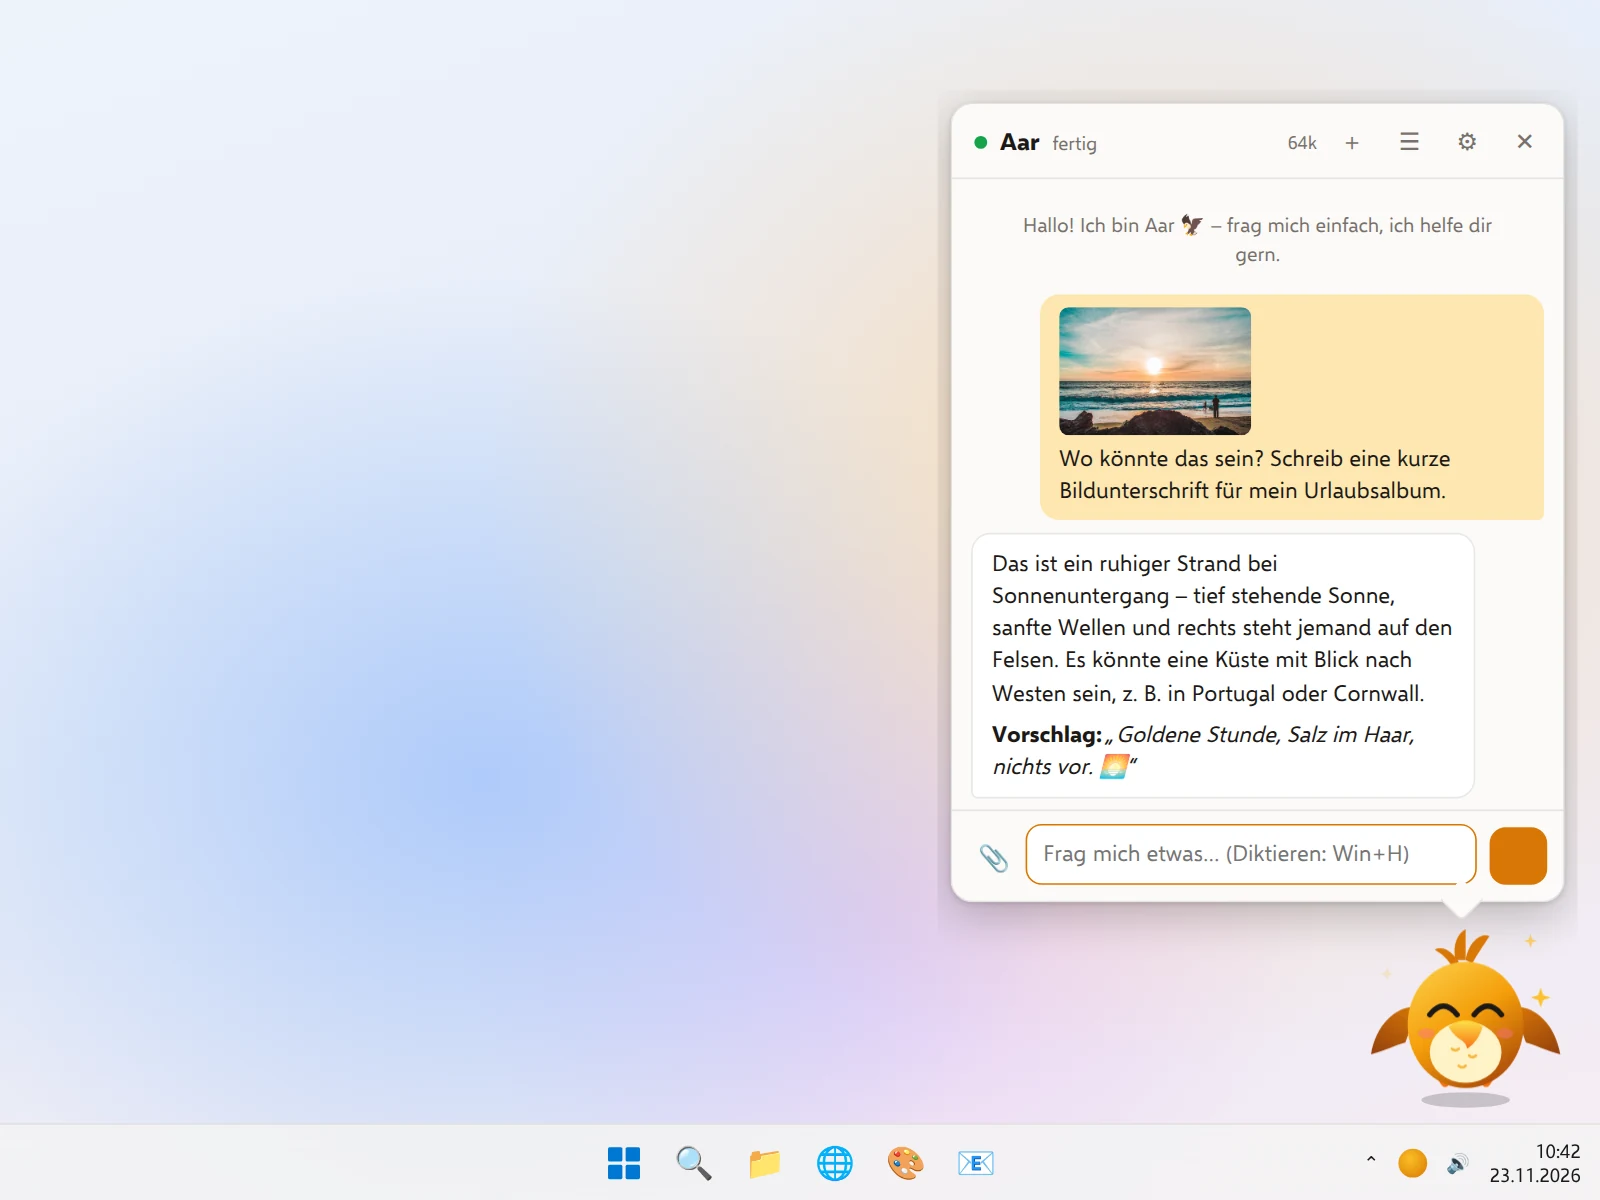 Aar fertig 64k + ☰ ⚙ ✕
Hallo! Ich bin Aar 🦅 – frag mich einfach, ich helfe dir
gern.
Wo könnte das sein? Schreib eine kurze
Bildunterschrift für mein Urlaubsalbum.
Das ist ein ruhiger Strand bei
Sonnenuntergang – tief stehende Sonne,
sanfte Wellen und rechts steht jemand auf den
Felsen. Es könnte eine Küste mit Blick nach
Westen sein, z. B. in Portugal oder Cornwall.
Vorschlag: „Goldene Stunde, Salz im Haar,
nichts vor. 🌅“
Frag mich etwas… (Diktieren: Win+H)
10:42
23.11.2026